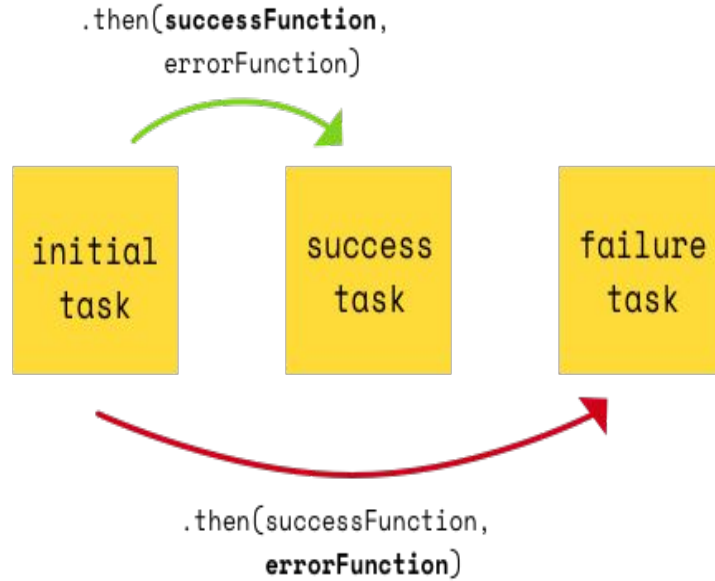 .then(successFunction,
errorFunction)
initial
task
success
task
failure
task
.then(successFunction,
errorFunction)